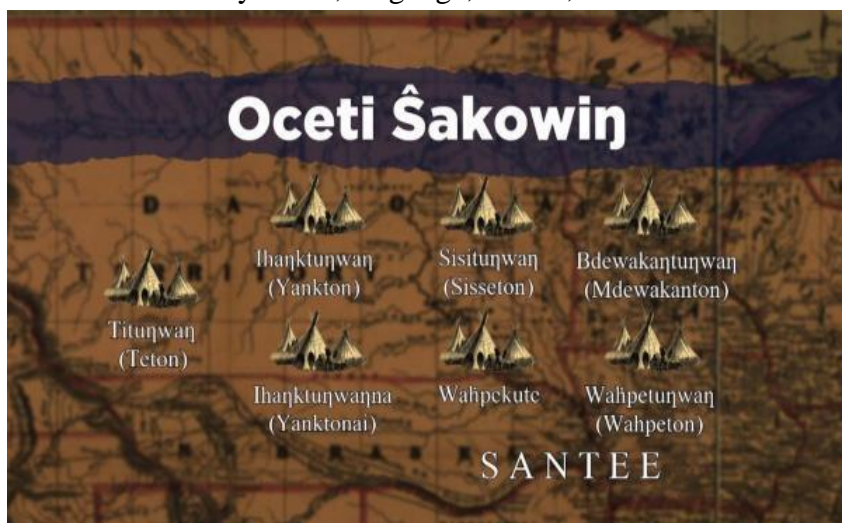 Oceti Ŝakowiŋ
Ihaŋktuŋwaŋ
(Yankton)
Sisituŋwaŋ
(Sisseton)
Bdewakaŋtuŋwaŋ
(Mdewakanton)
Tituŋwaŋ
(Teton)
Ihaŋktuŋwaŋna
(Yanktonai)
Waȟpekute
Waȟpetuŋwaŋ
(Wahpeton)
SANTEE